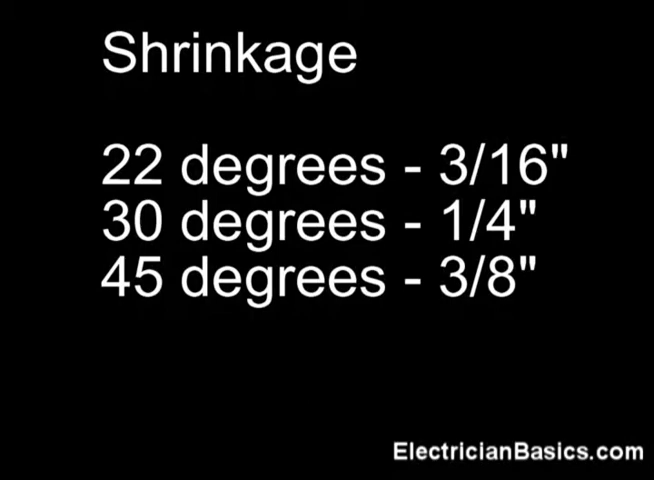 Shrinkage
22 degrees - 3/16"
30 degrees - 1/4"
45 degrees - 3/8"
ElectricianBasics.com